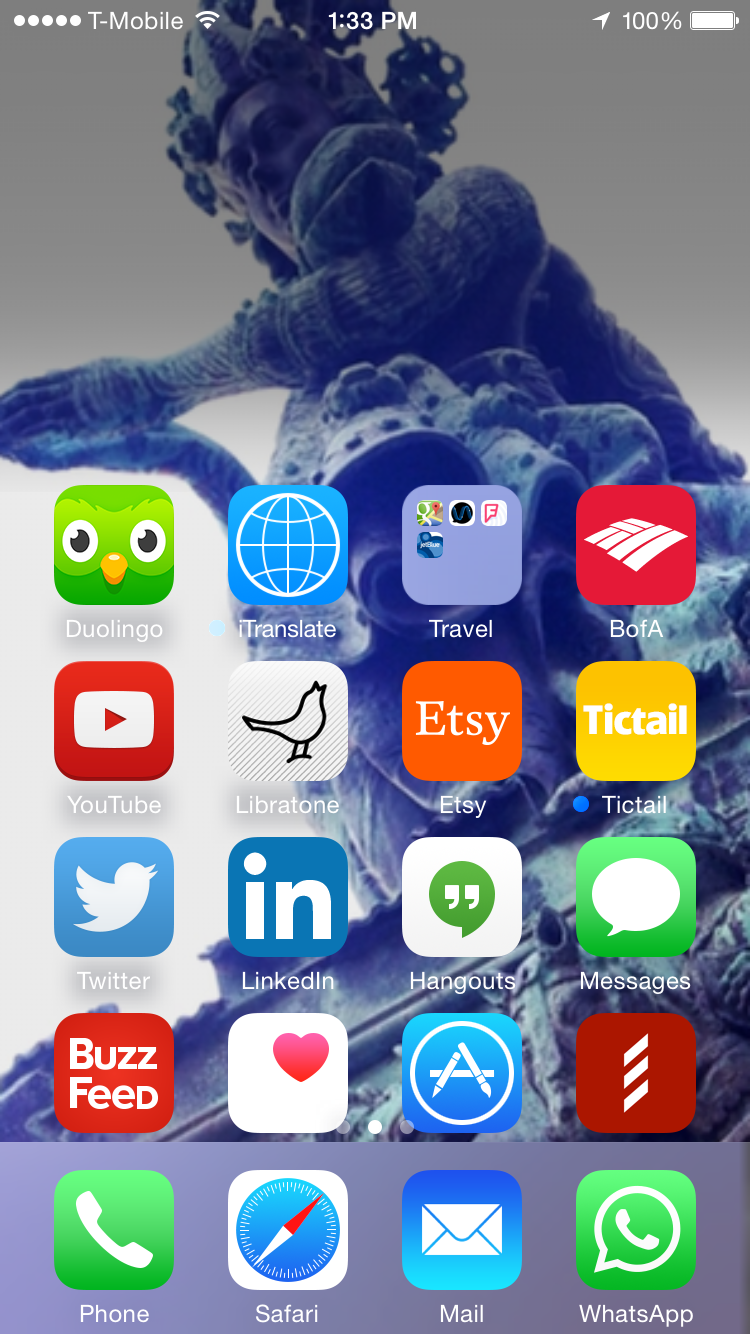 T-Mobile 1:33 PM 100%
jetBlue
Duolingo iTranslate Travel BofA
Etsy Tictail
YouTube Libratone Etsy Tictail
in
Twitter LinkedIn Hangouts Messages
BUZZ
FEED
Phone Safari Mail WhatsApp